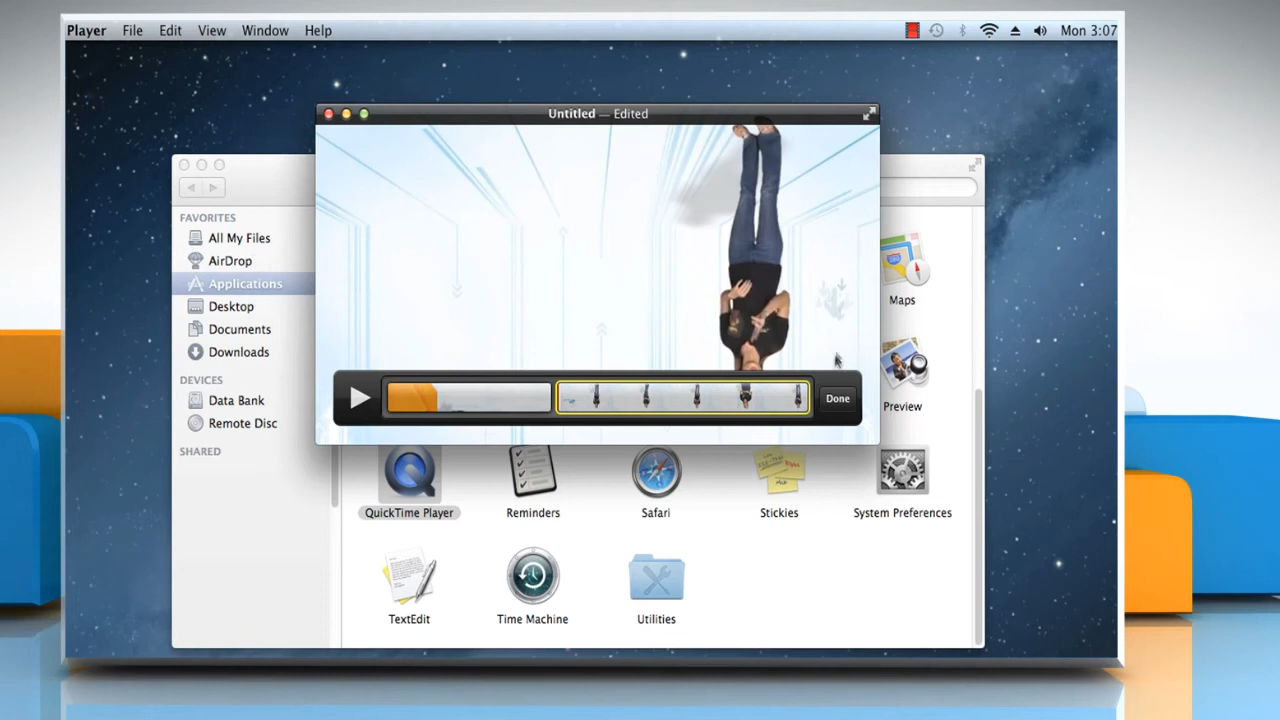 Player File Edit View Window Help Mon 3:07
Untitled — Edited
FAVORITES
All My Files
AirDrop
Applications
Desktop
Documents
Downloads
DEVICES
Data Bank
Remote Disc
SHARED
Done
Maps
Preview
QuickTime Player Reminders Safari Stickies System Preferences
TextEdit Time Machine Utilities